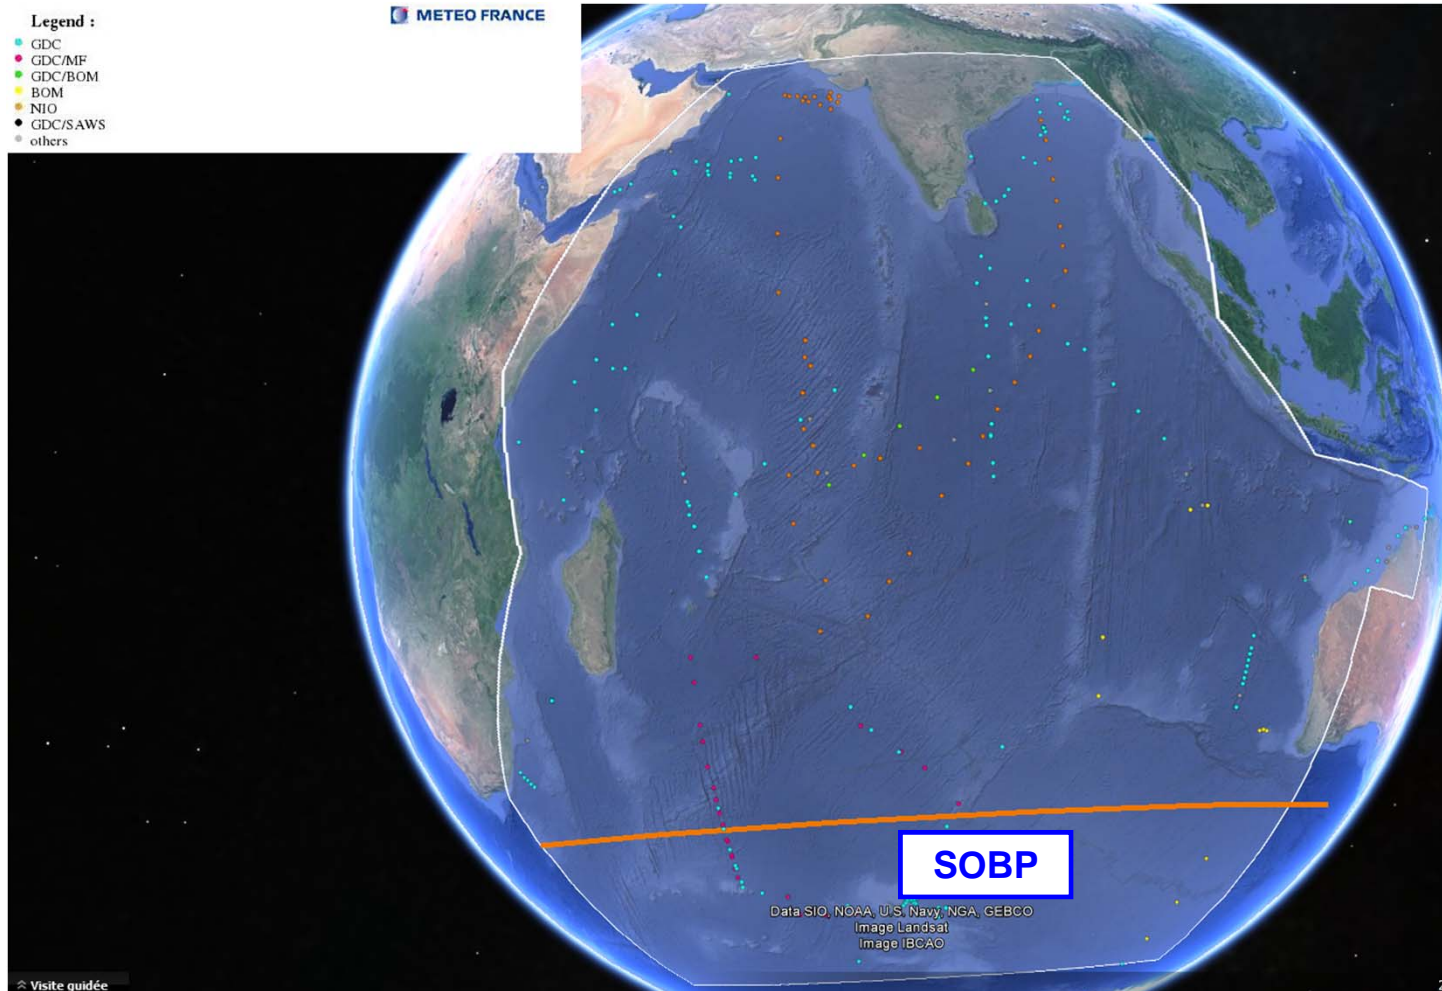 Legend :
METEO FRANCE
GDC
GDC/MF
GDC/BOM
BOM
NIO
GDC/SAWS
others
SOBP
Data SIO, NOAA, U.S. Navy, NGA, GEBCO
Image Landsat
Image IBCAO
Visite guidée
2